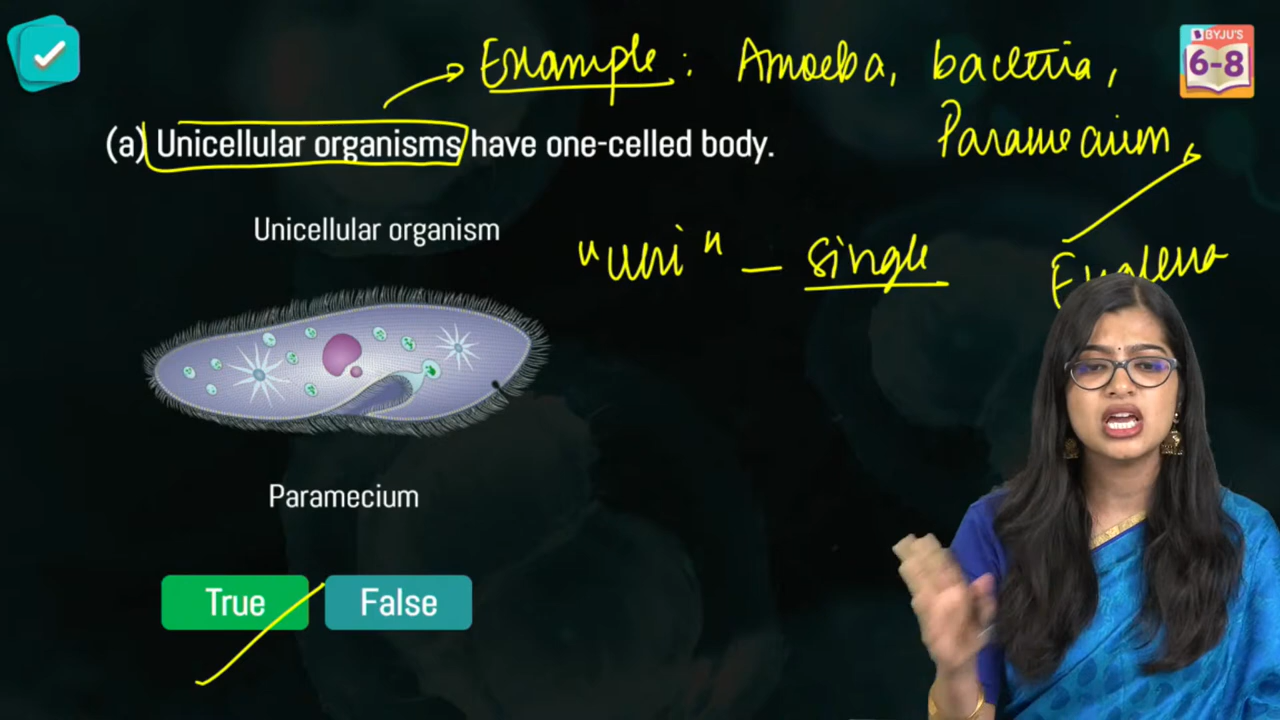 Example : Amoeba, bacteria,
BYJU'S
6-8
(a) Unicellular organisms have one-celled body.
Paramecium,
Unicellular organism
"Uni" — single
Euglena
Paramecium
True
False